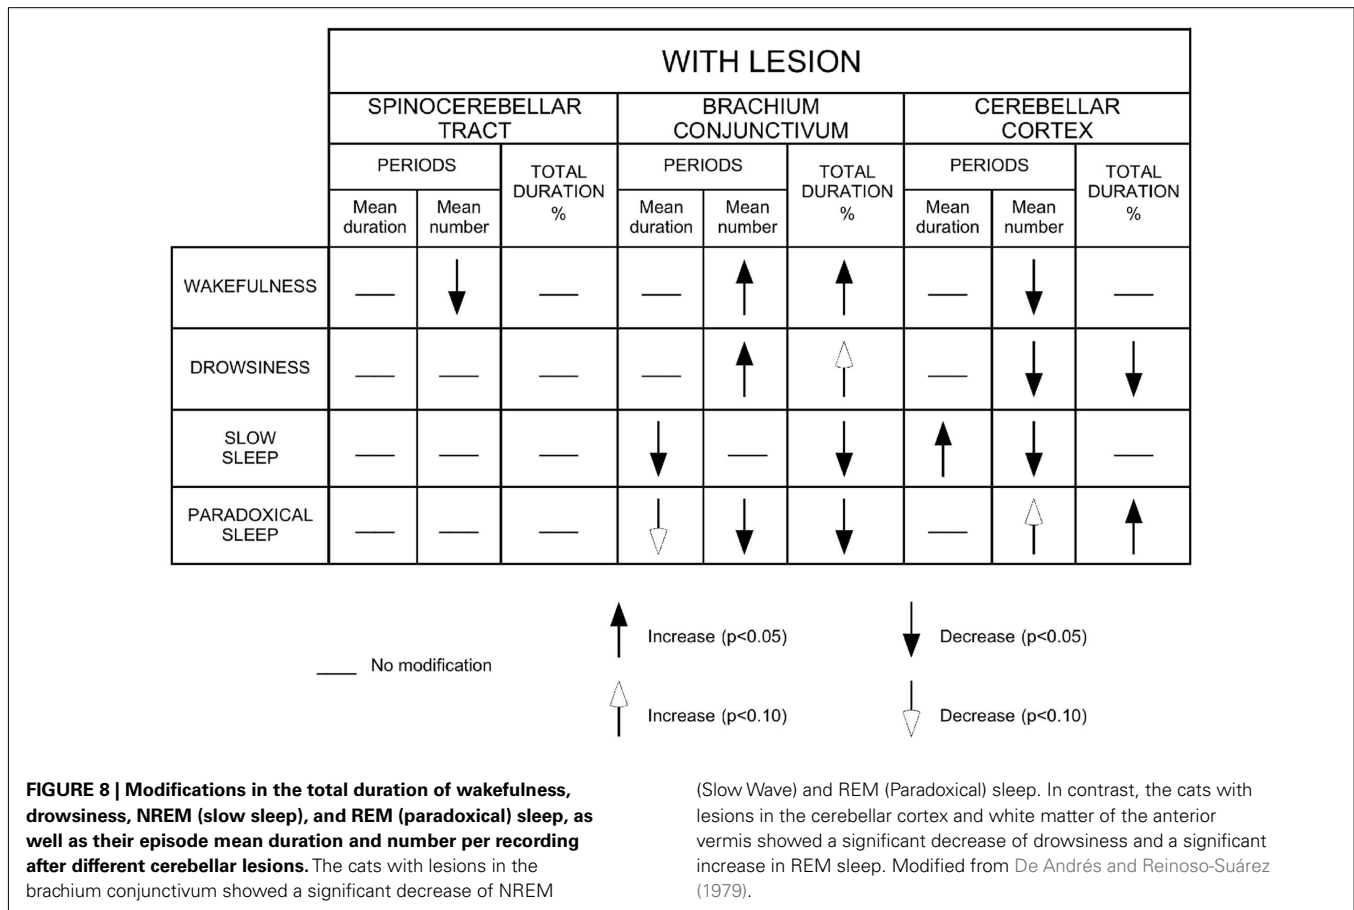 WITH LESION
SPINOCEREBELLAR
TRACT
BRACHIUM
CONJUNCTIVUM
CEREBELLAR
CORTEX
PERIODS
TOTAL
DURATION
%
PERIODS
TOTAL
DURATION
%
PERIODS
TOTAL
DURATION
%
Mean
duration
Mean
number
Mean
duration
Mean
number
Mean
duration
Mean
number
WAKEFULNESS
DROWSINESS
SLOW
SLEEP
PARADOXICAL
SLEEP
No modification
Increase (p<0.05)
Decrease (p<0.05)
Increase (p<0.10)
Decrease (p<0.10)
FIGURE 8 | Modifications in the total duration of wakefulness,
drowsiness, NREM (slow sleep), and REM (paradoxical) sleep, as
well as their episode mean duration and number per recording
after different cerebellar lesions. The cats with lesions in the
brachium conjunctivum showed a significant decrease of NREM
(Slow Wave) and REM (Paradoxical) sleep. In contrast, the cats with
lesions in the cerebellar cortex and white matter of the anterior
vermis showed a significant decrease of drowsiness and a significant
increase in REM sleep. Modified from De Andrés and Reinoso-Suárez
(1979).